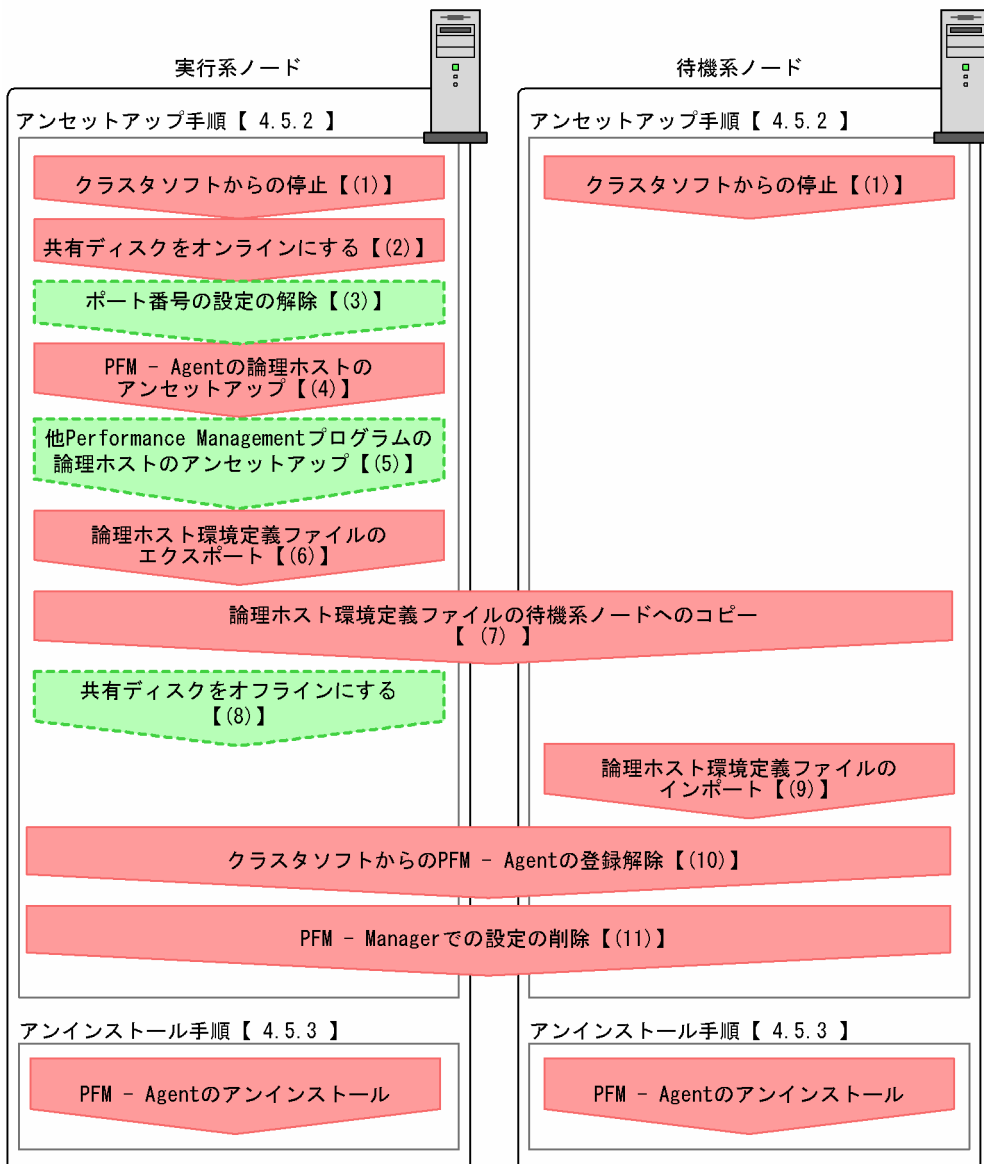 実行系ノード
待機系ノード
アンセットアップ手順【 4.5.2 】
アンセットアップ手順【 4.5.2 】
クラスタソフトからの停止【(1)】
クラスタソフトからの停止【(1)】
共有ディスクをオンラインにする【(2)】
ポート番号の設定の解除【(3)】
PFM - Agentの論理ホストの
アンセットアップ【(4)】
他Performance Managementプログラムの
論理ホストのアンセットアップ【(5)】
論理ホスト環境定義ファイルの
エクスポート【(6)】
論理ホスト環境定義ファイルの待機系ノードへのコピー
【 (7) 】
共有ディスクをオフラインにする
【(8)】
論理ホスト環境定義ファイルの
インポート【(9)】
クラスタソフトからのPFM - Agentの登録解除【(10)】
PFM - Managerでの設定の削除【(11)】
アンインストール手順【 4.5.3 】
アンインストール手順【 4.5.3 】
PFM - Agentのアンインストール
PFM - Agentのアンインストール